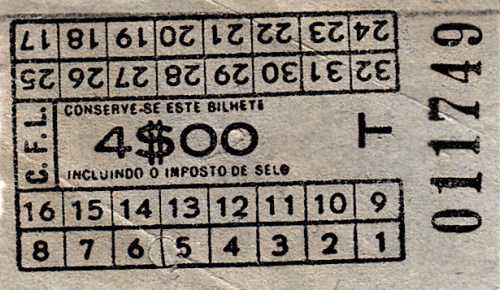 17 18 19 20 21 22 23 24
25 26 27 28 29 30 31 32
C.F.L.
CONSERVE-SE ESTE BILHETE
4$00
T
INCLUINDO O IMPOSTO DE SELO
16 15 14 13 12 11 10 9
8 7 6 5 4 3 2 1
011749